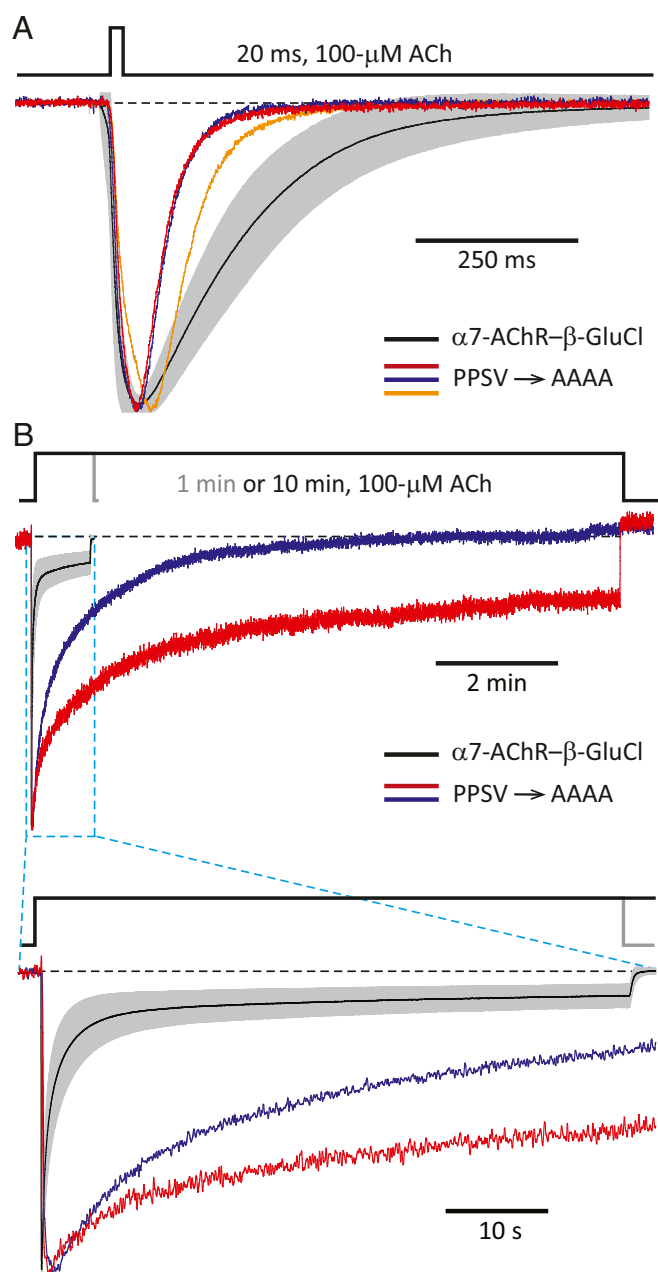 A
20 ms, 100-μM ACh
250 ms
α7-AChR–β-GluCl
PPSV → AAAA
B
1 min or 10 min, 100-μM ACh
2 min
α7-AChR–β-GluCl
PPSV → AAAA
10 s